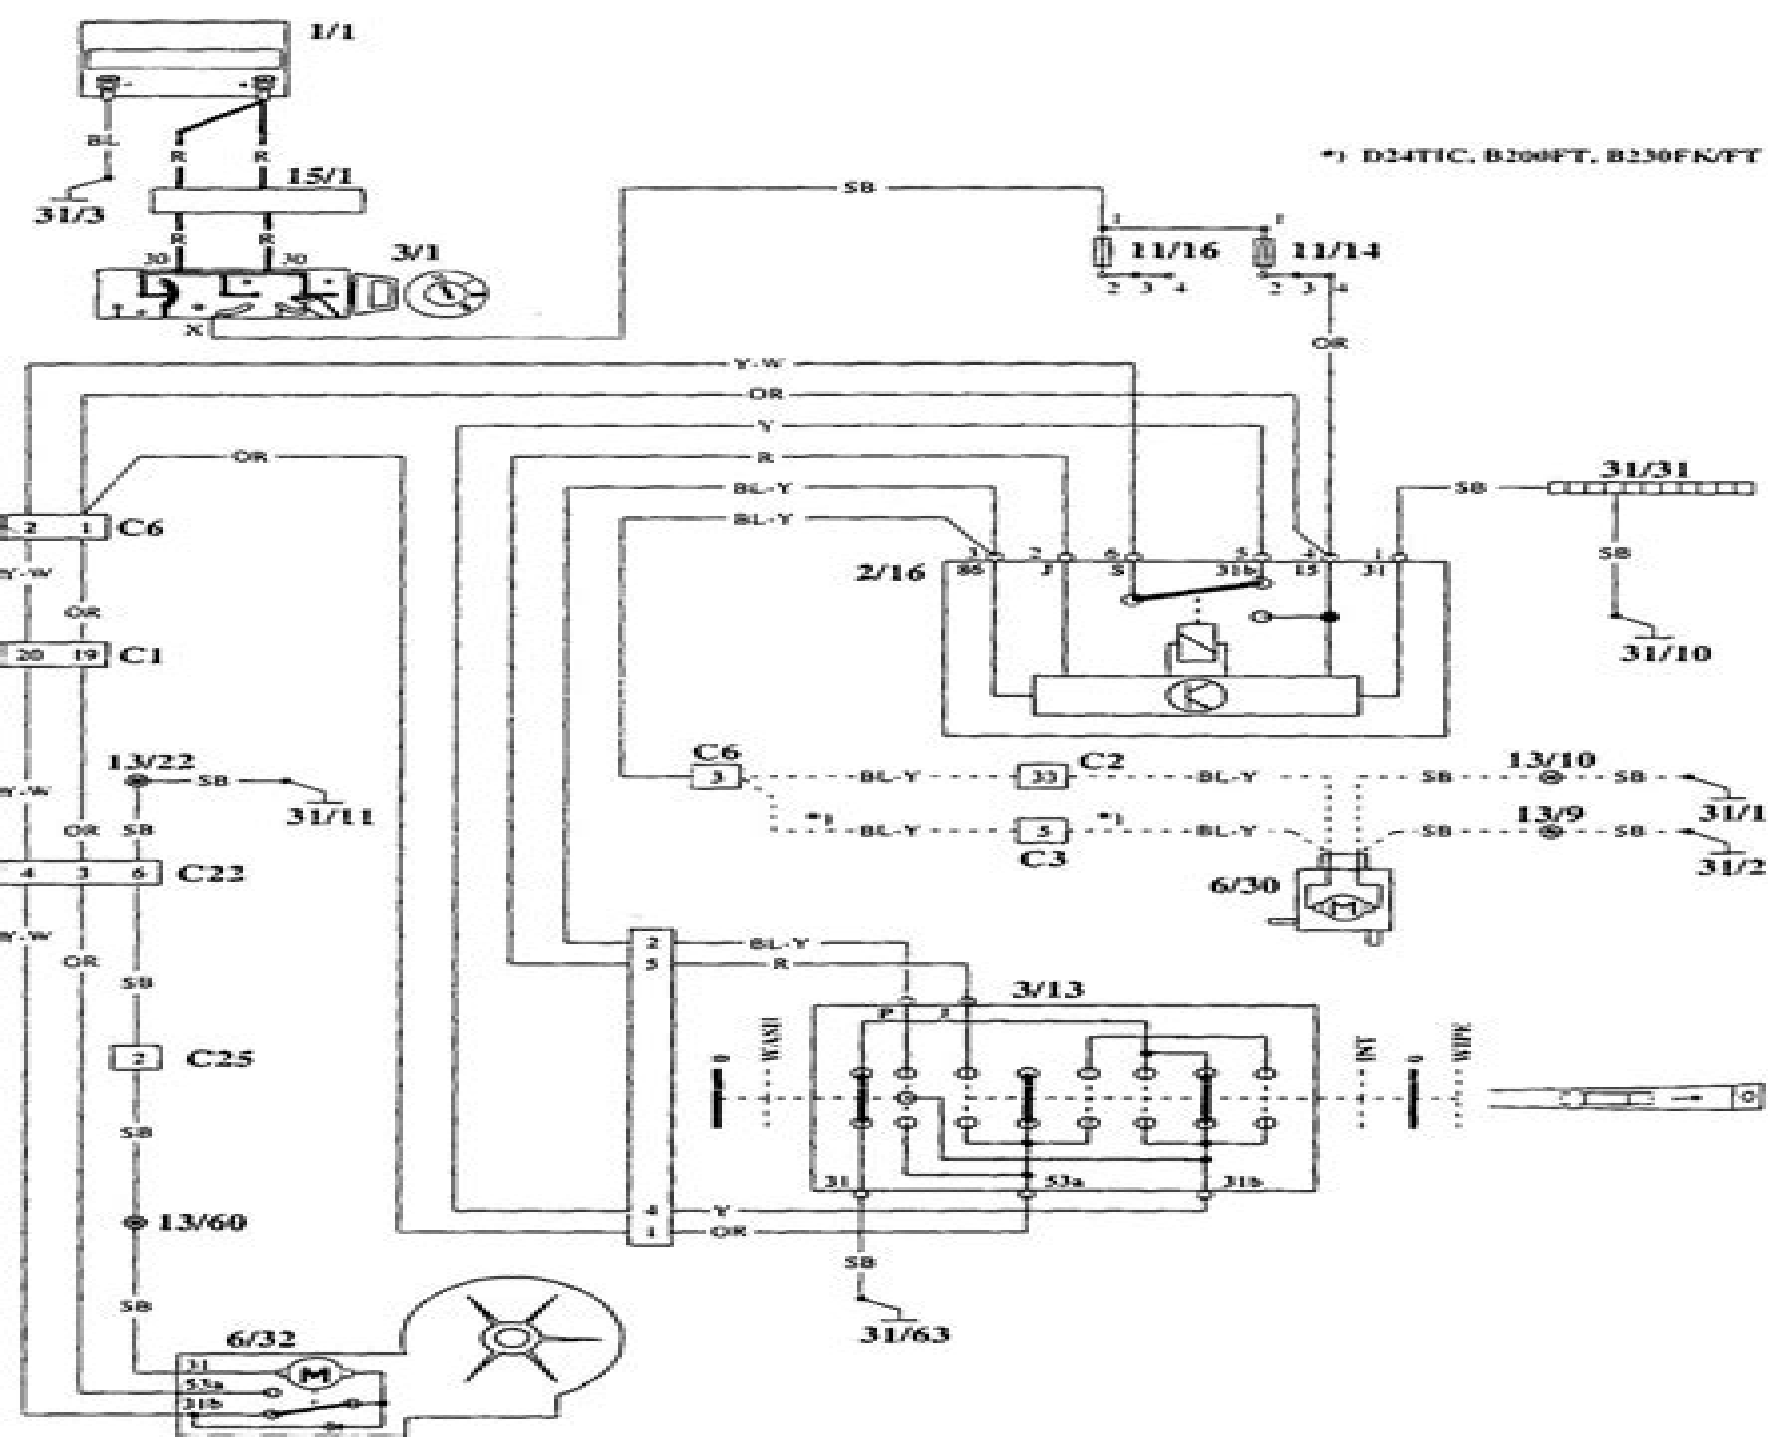 1/1
BL
R R
15/1
31/3
*) D24TIC, B200FT, B230FK/FT
SB
R R
30 30
3/1
1 1
11/16 11/14
2 3 4 2 3 4
X
OR
Y-W
OR
Y
OR R
BL-Y
BL-Y
31/31
SB
2 1 C6
Y-W
SB
3 2 6 5 4 1
2/16
86 S 31b 15 31
OR
20 19 C1
31/10
C6 C2 13/10
13/22
SB
3 BL-Y 33 BL-Y SB SB
31/11 31/1
Y-W
13/9
*) *)
OR SB BL-Y 5 BL-Y SB SB
C3 31/2
4 3 6 C22
6/30
M
Y-W
OR
2 BL-Y
3 R
SB
3/13
P
0 WASH INT 0 WIPE
2 C25
SB
31 53a 31b
4 Y
13/60
1 OR
SB
SB
31/63
6/32
31 M
53a
31b